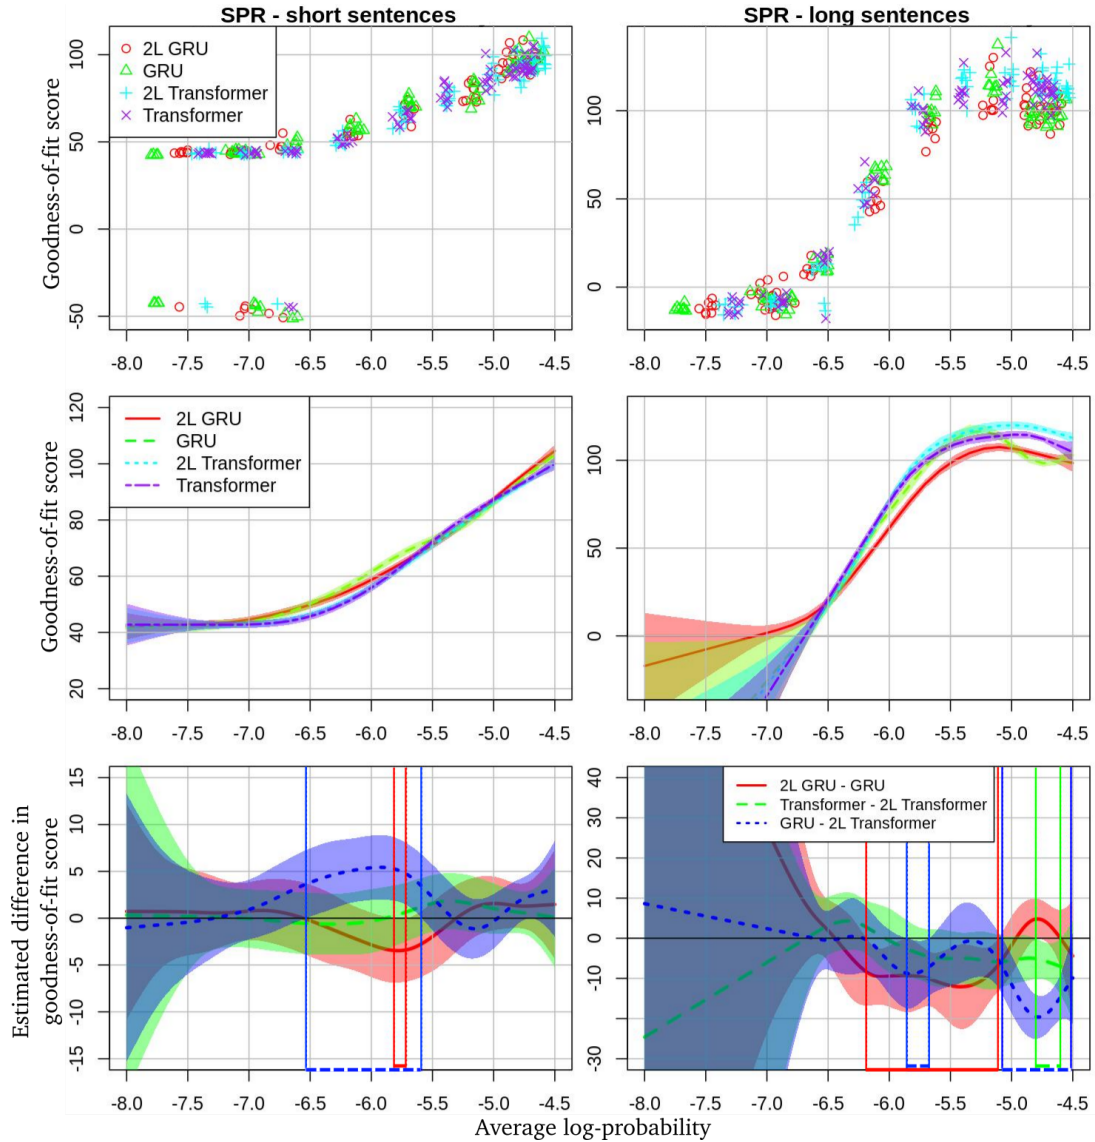 SPR - short sentences
SPR - long sentences
Goodness-of-fit score
100
50
0
50
2L GRU
GRU
2L Transformer
Transformer
-8.0 -7.5 -7.0 -6.5 -6.0 -5.5 -5.0 -4.5
100
50
0
-8.0 -7.5 -7.0 -6.5 -6.0 -5.5 -5.0 -4.5
Goodness-of-fit score
120
100
80
60
40
20
2L GRU
GRU
2L Transformer
Transformer
-8.0 -7.5 -7.0 -6.5 -6.0 -5.5 -5.0 -4.5
100
50
0
-8.0 -7.5 -7.0 -6.5 -6.0 -5.5 -5.0 -4.5
Estimated difference in
goodness-of-fit score
15
10
5
0
-5
-10
-15
-8.0 -7.5 -7.0 -6.5 -6.0 -5.5 -5.0 -4.5
40
30
20
10
0
-10
-20
-30
2L GRU - GRU
Transformer - 2L Transformer
GRU - 2L Transformer
-8.0 -7.5 -7.0 -6.5 -6.0 -5.5 -5.0 -4.5
Average log-probability